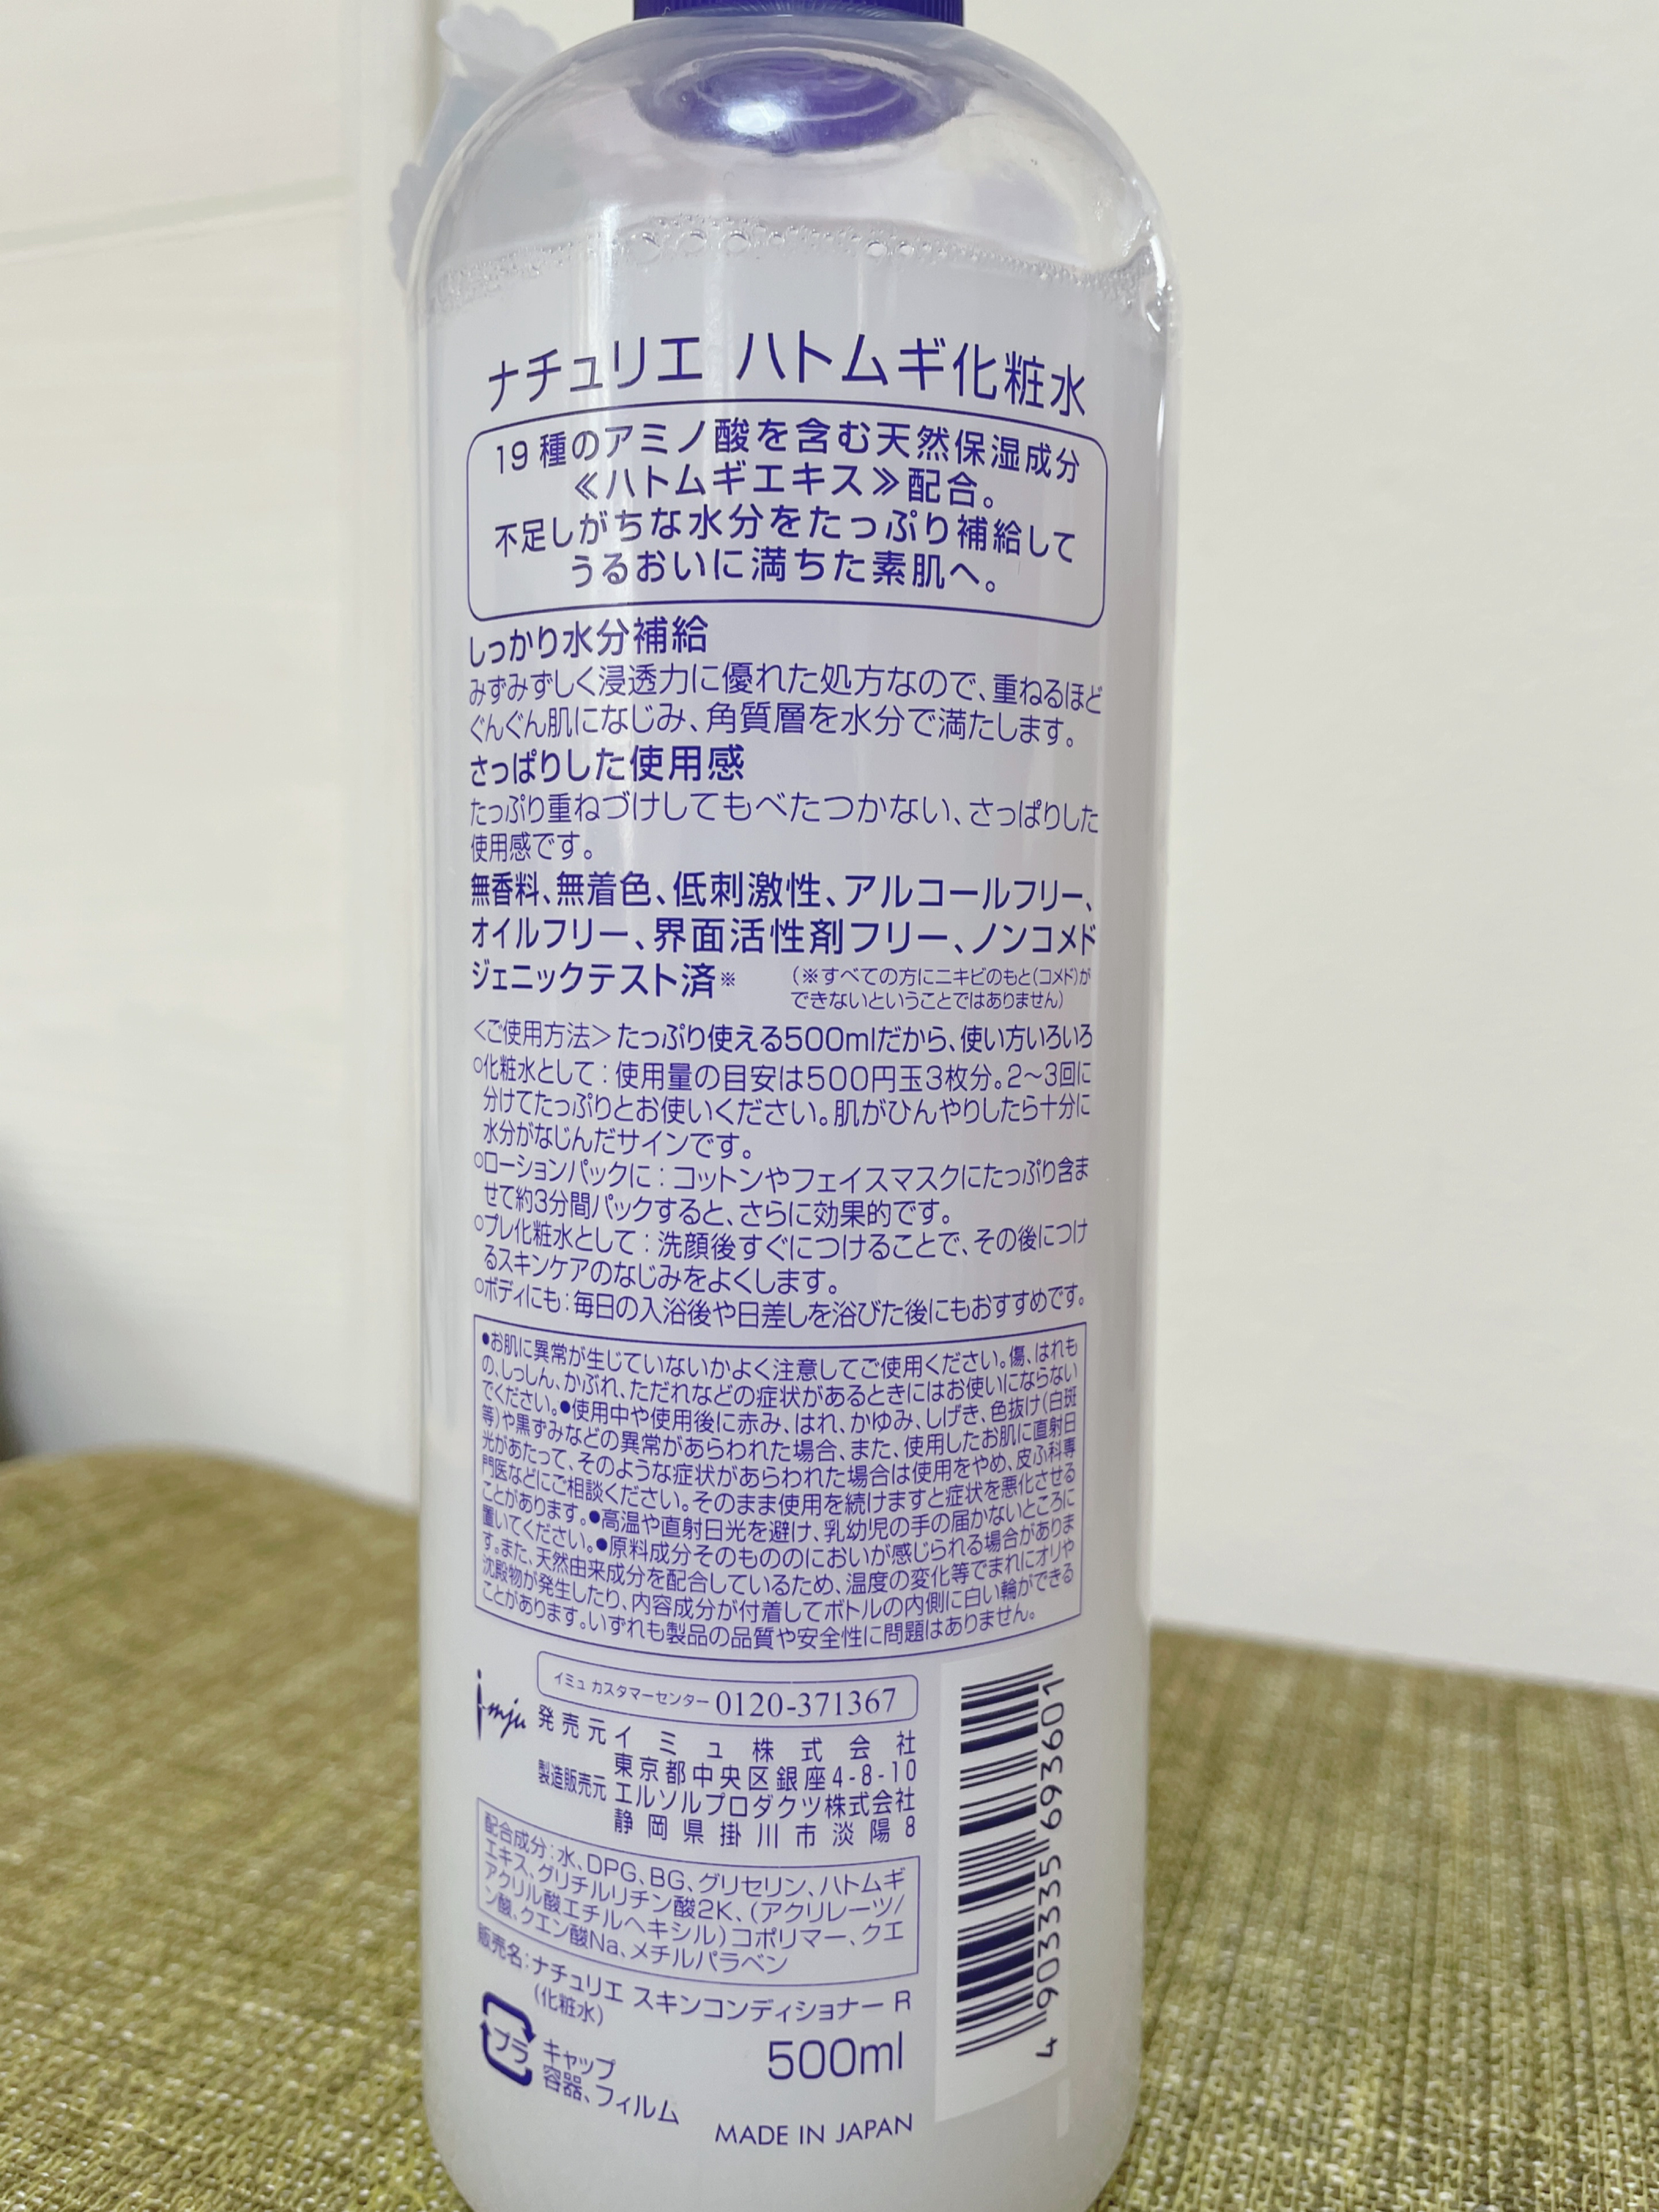 ナチュリエ ハトムギ化粧水
19種のアミノ酸を含む天然保湿成分
≪ハトムギエキス≫配合。
不足しがちな水分をたっぷり補給して
うるおいに満ちた素肌へ。
しっかり水分補給
みずみずしく浸透力に優れた処方なので、重ねるほど
ぐんぐん肌になじみ、角質層を水分で満たします。
さっぱりした使用感
たっぷり重ねづけしてもべたつかない、さっぱりした
使用感です。
無香料、無着色、低刺激性、アルコールフリー、
オイルフリー、界面活性剤フリー、ノンコメド
ジェニックテスト済※ (※すべての方にニキビのもと(コメド)が
できないということではありません)
<ご使用方法>たっぷり使える500mlだから、使い方いろいろ
○化粧水として：使用量の目安は500円玉3枚分。2～3回に
分けてたっぷりとお使いください。肌がひんやりしたら十分に
水分がなじんだサインです。
○ローションパックに：コットンやフェイスマスクにたっぷり含ま
せて約3分間パックすると、さらに効果的です。
○プレ化粧水として：洗顔後すぐにつけることで、その後につけ
るスキンケアのなじみをよくします。
○ボディにも：毎日の入浴後や日差しを浴びた後にもおすすめです。
●お肌に異常が生じていないかよく注意してご使用ください。傷、はれも
の、しっしん、かぶれ、ただれなどの症状があるときにはお使いにならない
でください。●使用中や使用後に赤み、はれ、かゆみ、しげき、色抜け(白斑
等)や黒ずみなどの異常があらわれた場合、また、使用したお肌に直射日
光があたって、そのような症状があらわれた場合は使用をやめ、皮ふ科専
門医などにご相談ください。そのまま使用を続けますと症状を悪化させる
ことがあります。●高温や直射日光を避け、乳幼児の手の届かないところに
置いてください。●原料成分そのもののにおいが感じられる場合がありま
す。また、天然由来成分を配合しているため、温度の変化等でまれにオリや
沈殿物が発生したり、内容成分が付着してボトルの内側に白い輪ができる
ことがあります。いずれも製品の品質や安全性に問題はありません。
imju
イミュ カスタマーセンター 0120-371367
発売元 イミュ株式会社
東京都中央区銀座4-8-10
製造販売元 エルソルプロダクツ株式会社
静岡県掛川市淡陽8
配合成分：水、DPG、BG、グリセリン、ハトムギ
エキス、グリチルリチン酸2K、(アクリレーツ/
アクリル酸エチルヘキシル)コポリマー、クエ
ン酸、クエン酸Na、メチルパラベン
販売名：ナチュリエ スキンコンディショナー R
(化粧水)
プラ
キャップ
容器、フィルム
500ml
MADE IN JAPAN
4 903335 693601